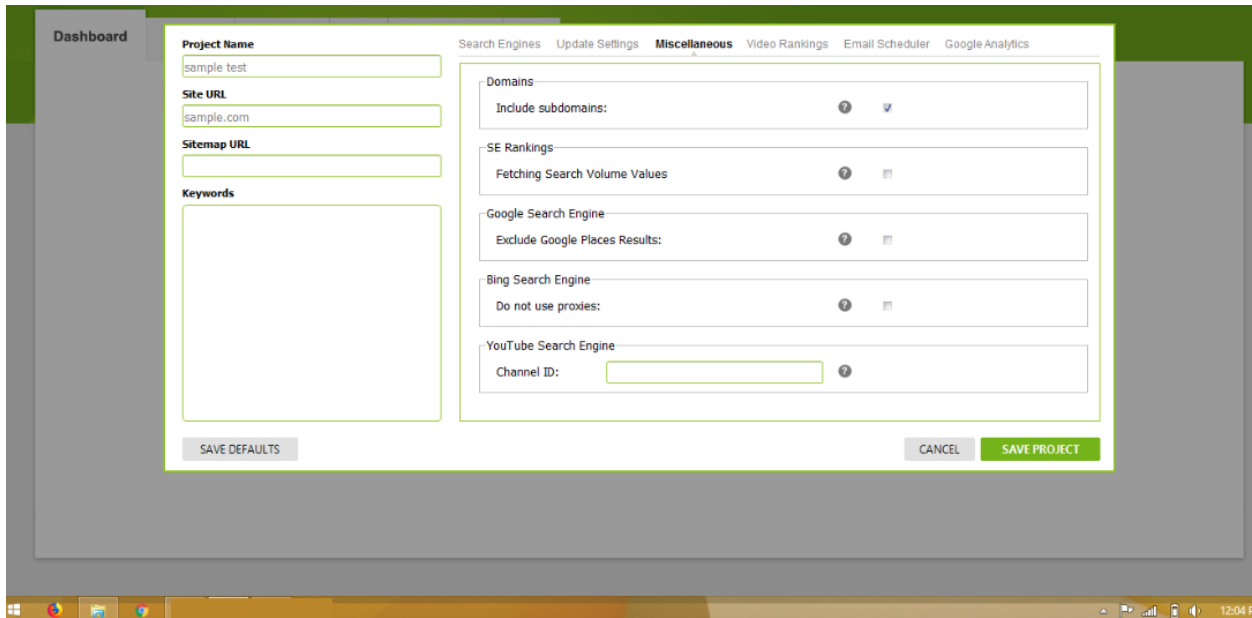 Dashboard
Project Name
sample test
Site URL
sample.com
Sitemap URL
Keywords
SAVE DEFAULTS
Search Engines Update Settings Miscellaneous Video Rankings Email Scheduler Google Analytics
Domains
Include subdomains: ?
SE Rankings
Fetching Search Volume Values ?
Google Search Engine
Exclude Google Places Results: ?
Bing Search Engine
Do not use proxies: ?
YouTube Search Engine
Channel ID: ?
CANCEL SAVE PROJECT
12:04